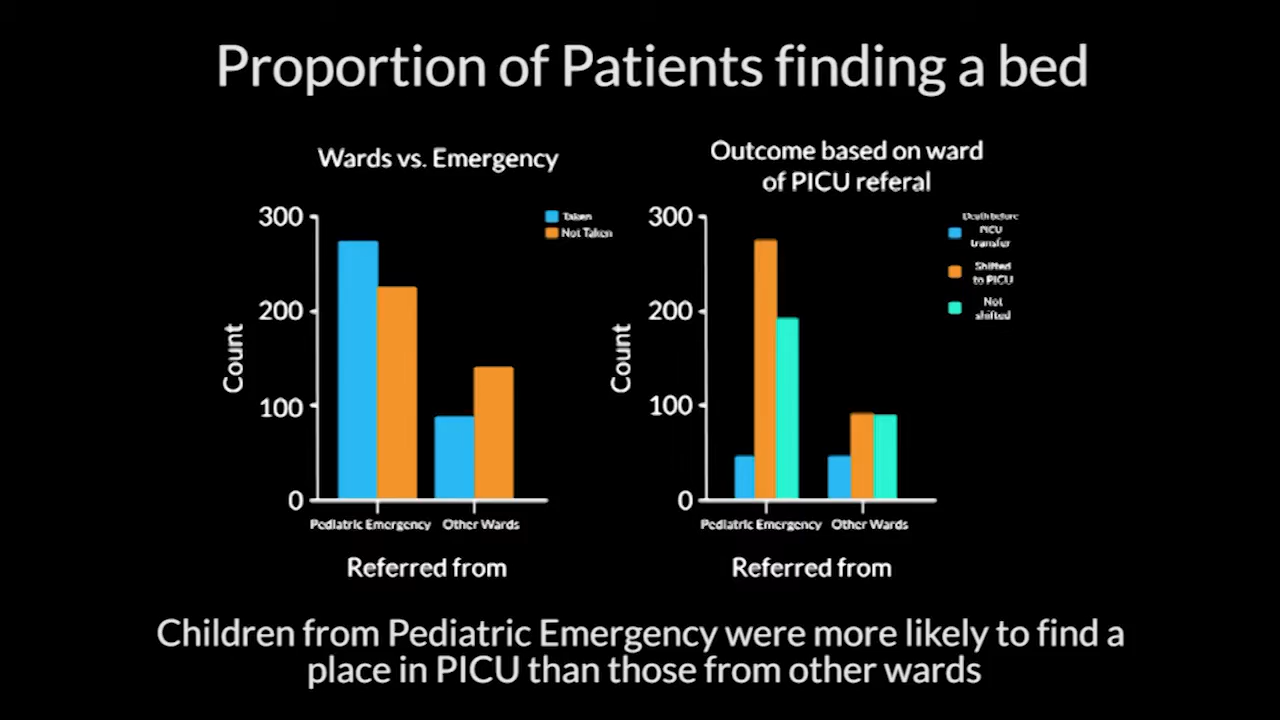 Proportion of Patients finding a bed
Wards vs. Emergency
300
200
100
0
Count
Taken
Not Taken
Pediatric Emergency
Other Wards
Referred from
Outcome based on ward
of PICU referal
300
200
100
0
Count
Death before
PICU
transfer
Shifted
to PICU
Not
shifted
Pediatric Emergency
Other Wards
Referred from
Children from Pediatric Emergency were more likely to find a
place in PICU than those from other wards